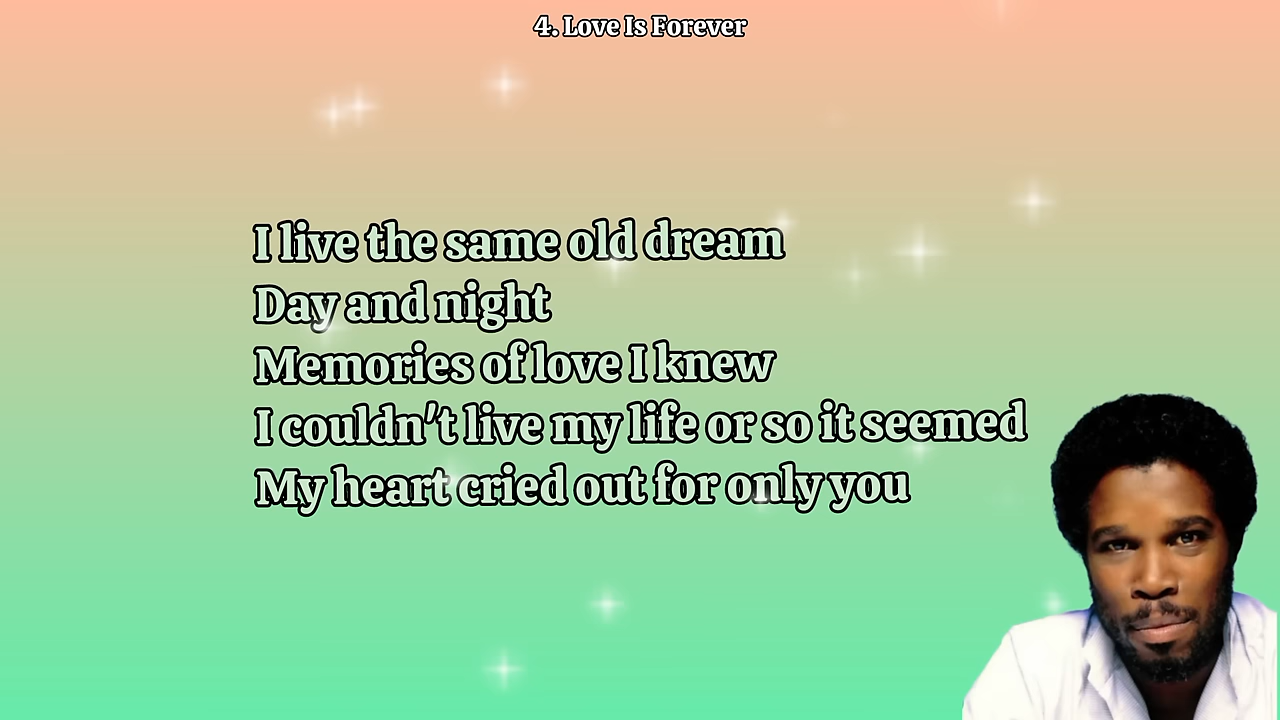 4. Love Is Forever
I live the same old dream
Day and night
Memories of love I knew
I couldn't live my life or so it seemed
My heart cried out for only you